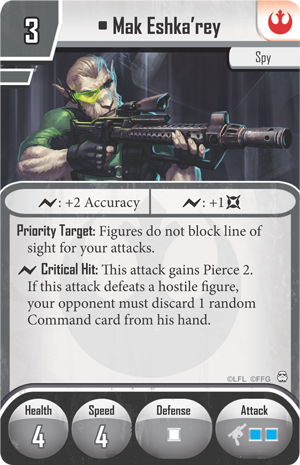 3
Mak Eshka'rey
Spy
: +2 Accuracy
: +1
Priority Target: Figures do not block line of
sight for your attacks.
Critical Hit: This attack gains Pierce 2.
If this attack defeats a hostile figure,
your opponent must discard 1 random
Command card from his hand.
©LFL ©FFG
Health
4
Speed
4
Defense
Attack